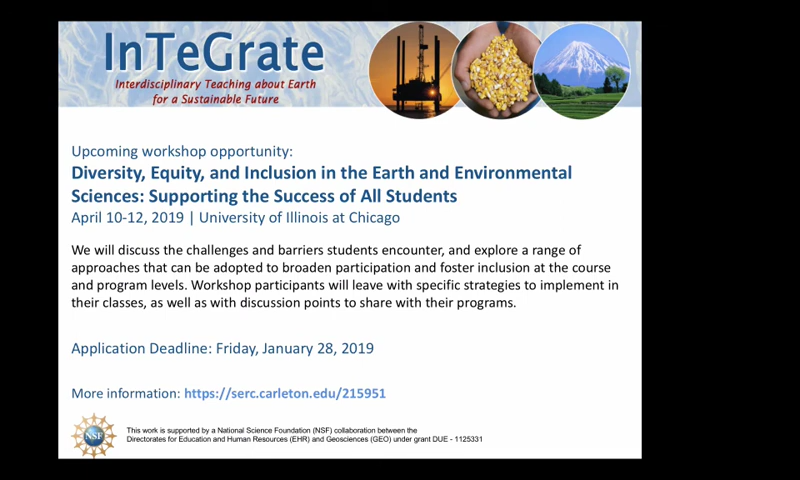 InTeGrate
Interdisciplinary Teaching about Earth
for a Sustainable Future
Upcoming workshop opportunity:
Diversity, Equity, and Inclusion in the Earth and Environmental
Sciences: Supporting the Success of All Students
April 10-12, 2019 | University of Illinois at Chicago
We will discuss the challenges and barriers students encounter, and explore a range of
approaches that can be adopted to broaden participation and foster inclusion at the course
and program levels. Workshop participants will leave with specific strategies to implement in
their classes, as well as with discussion points to share with their programs.
Application Deadline: Friday, January 28, 2019
More information: https://serc.carleton.edu/215951
NSF
This work is supported by a National Science Foundation (NSF) collaboration between the
Directorates for Education and Human Resources (EHR) and Geosciences (GEO) under grant DUE - 1125331